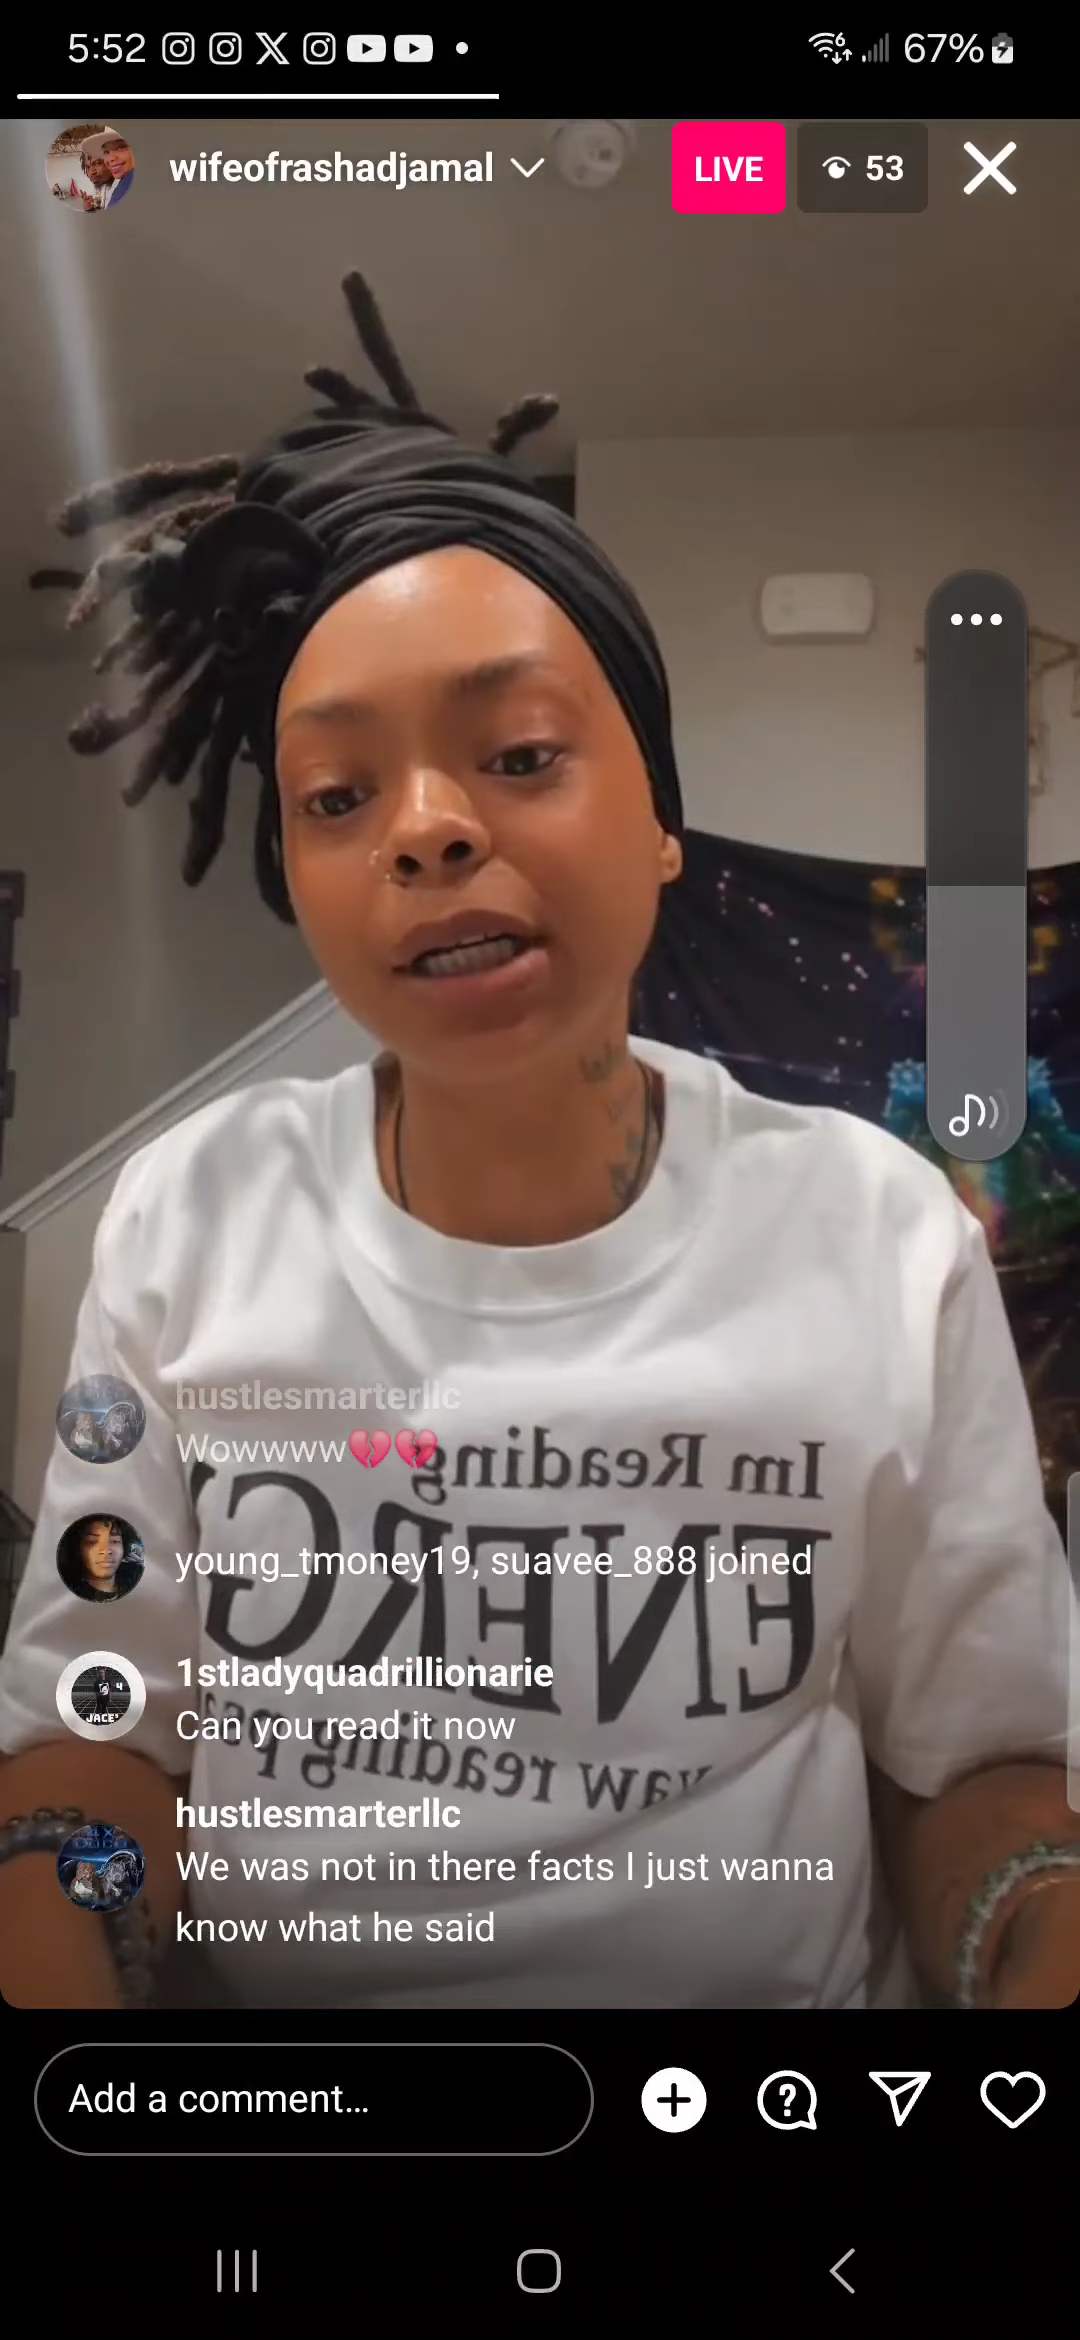 5:52
67%
wifeofrashadjamal
LIVE
53
Im Reading
ENERG
hustlesmarterllc
Wowwww💔💔
young_tmoney19, suavee_888 joined
1stladyquadrillionarie
Can you read it now
reading
hustlesmarterllc
We was not in there facts I just wanna
know what he said
Add a comment...